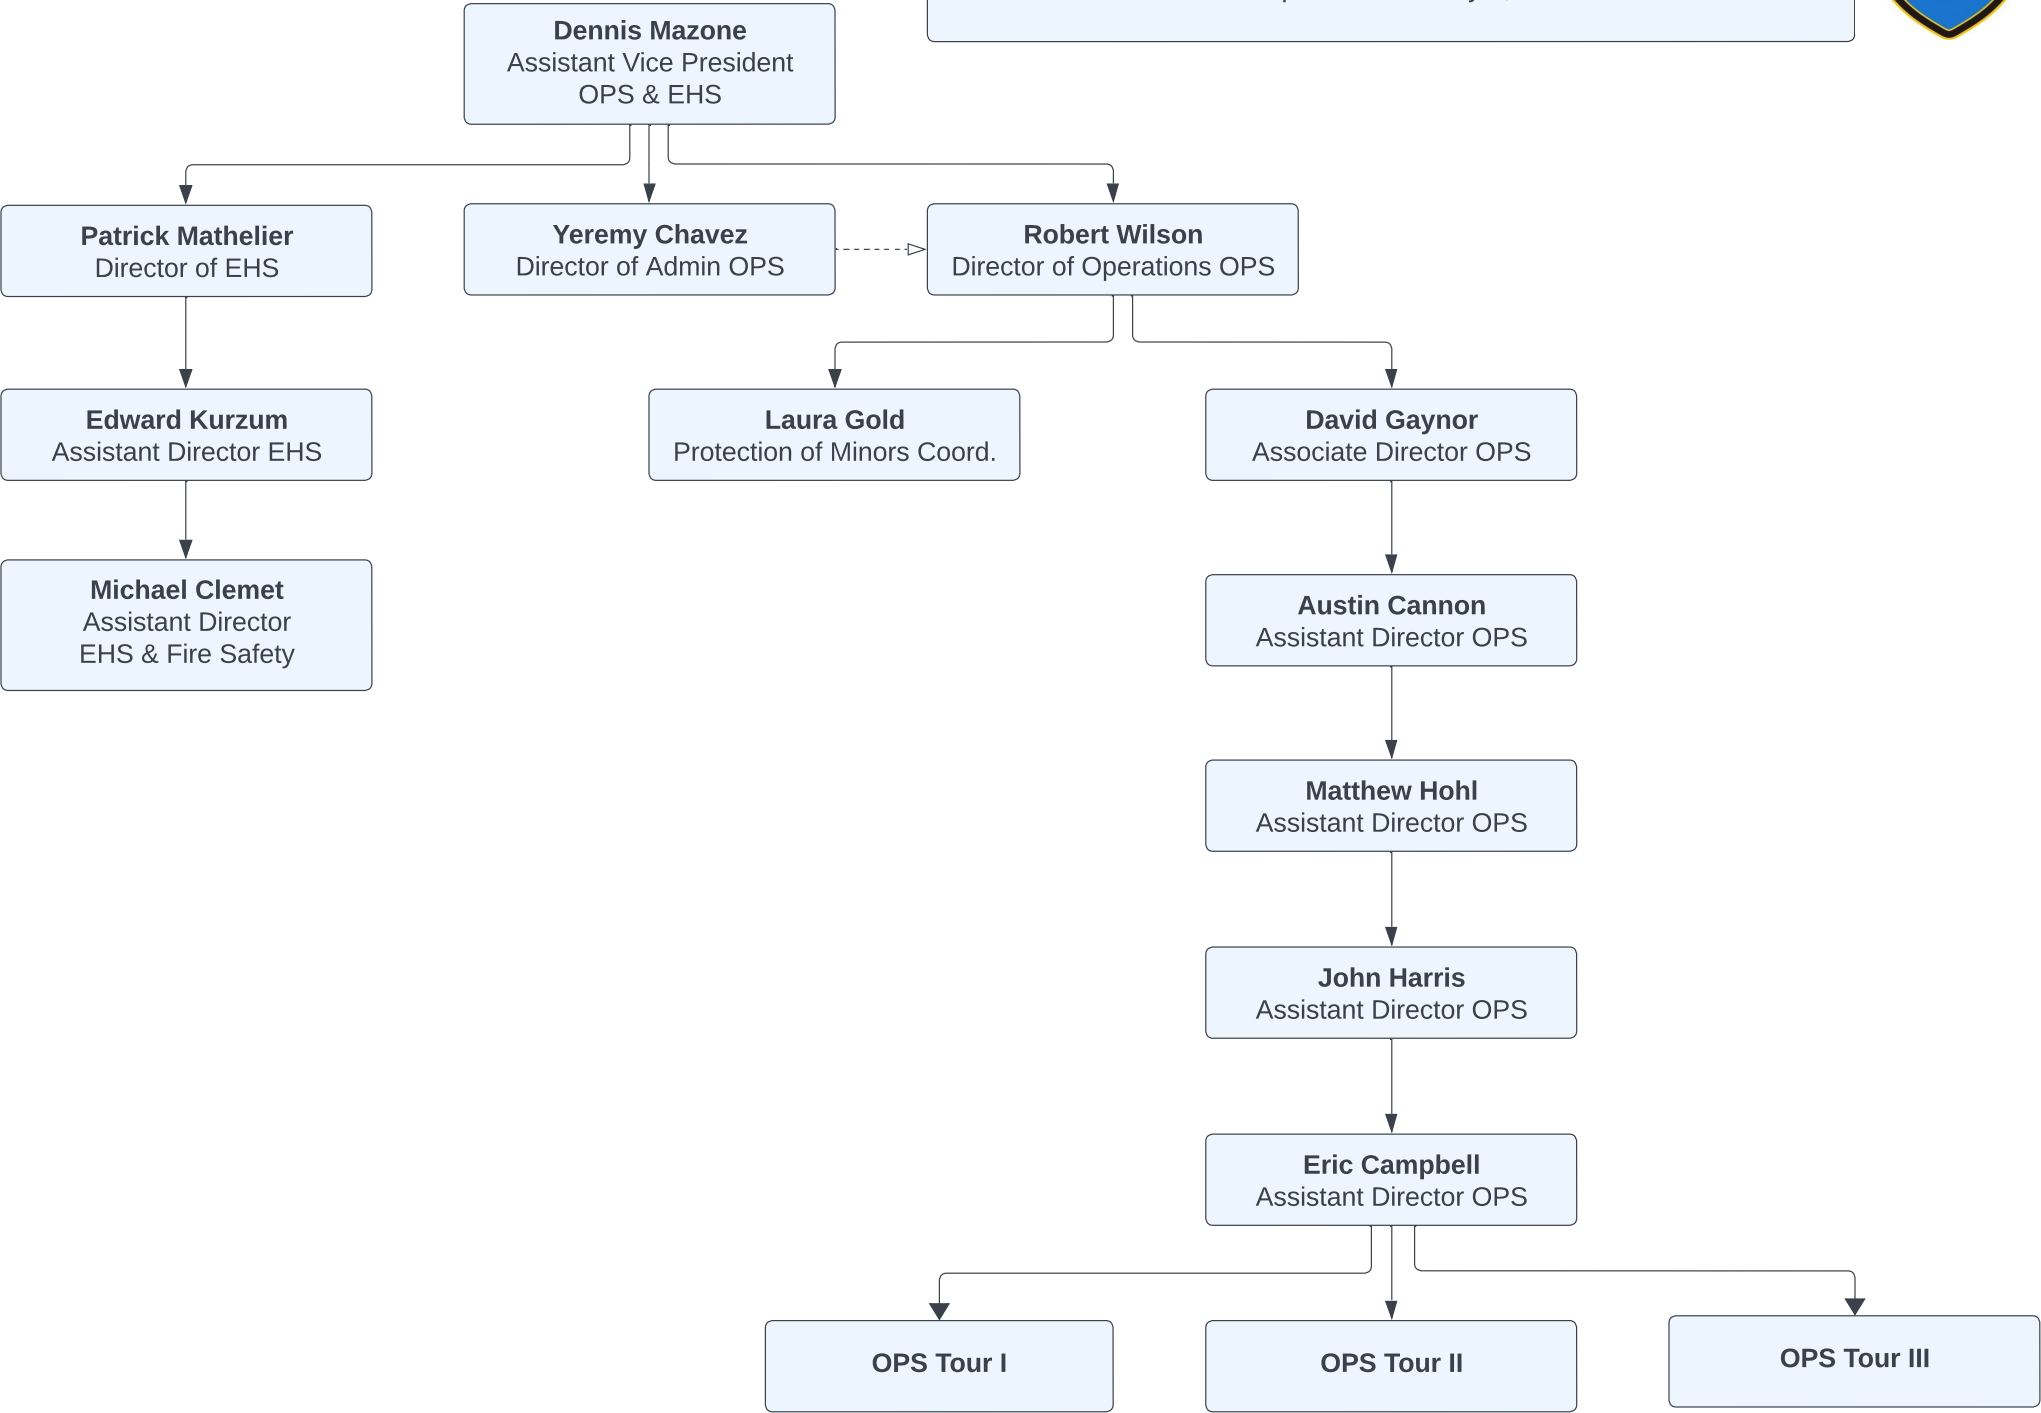 Dennis Mazone
Assistant Vice President
OPS & EHS
Patrick Mathelier
Director of EHS
Yeremy Chavez
Director of Admin OPS
Robert Wilson
Director of Operations OPS
Edward Kurzum
Assistant Director EHS
Laura Gold
Protection of Minors Coord.
David Gaynor
Associate Director OPS
Michael Clemet
Assistant Director
EHS & Fire Safety
Austin Cannon
Assistant Director OPS
Matthew Hohl
Assistant Director OPS
John Harris
Assistant Director OPS
Eric Campbell
Assistant Director OPS
OPS Tour I
OPS Tour II
OPS Tour III